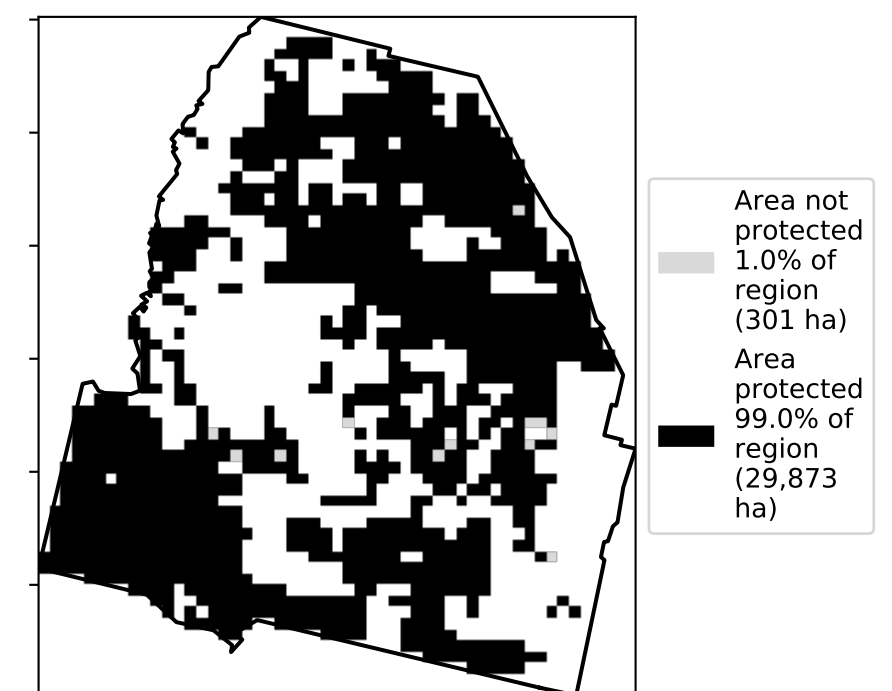 Area not
protected
1.0% of
region
(301 ha)
Area
protected
99.0% of
region
(29,873
ha)